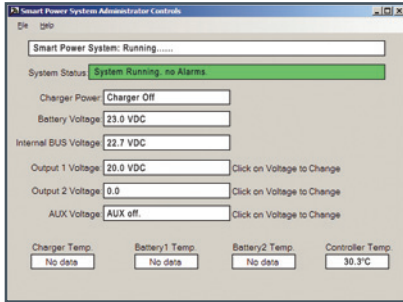 Smart Power System Administrator Controls
File Help
Smart Power System: Running......
System Status: System Running. no Alarms.
Charger Power: Charger Off
Battery Voltage: 23.0 VDC
Internal BUS Voltage: 22.7 VDC
Output 1 Voltage: 20.0 VDC Click on Voltage to Change
Output 2 Voltage: 0.0 Click on Voltage to Change
AUX Voltage: AUX off. Click on Voltage to Change
Charger Temp. Battery1 Temp. Battery2 Temp. Controller Temp.
No data No data No data 30.3°C